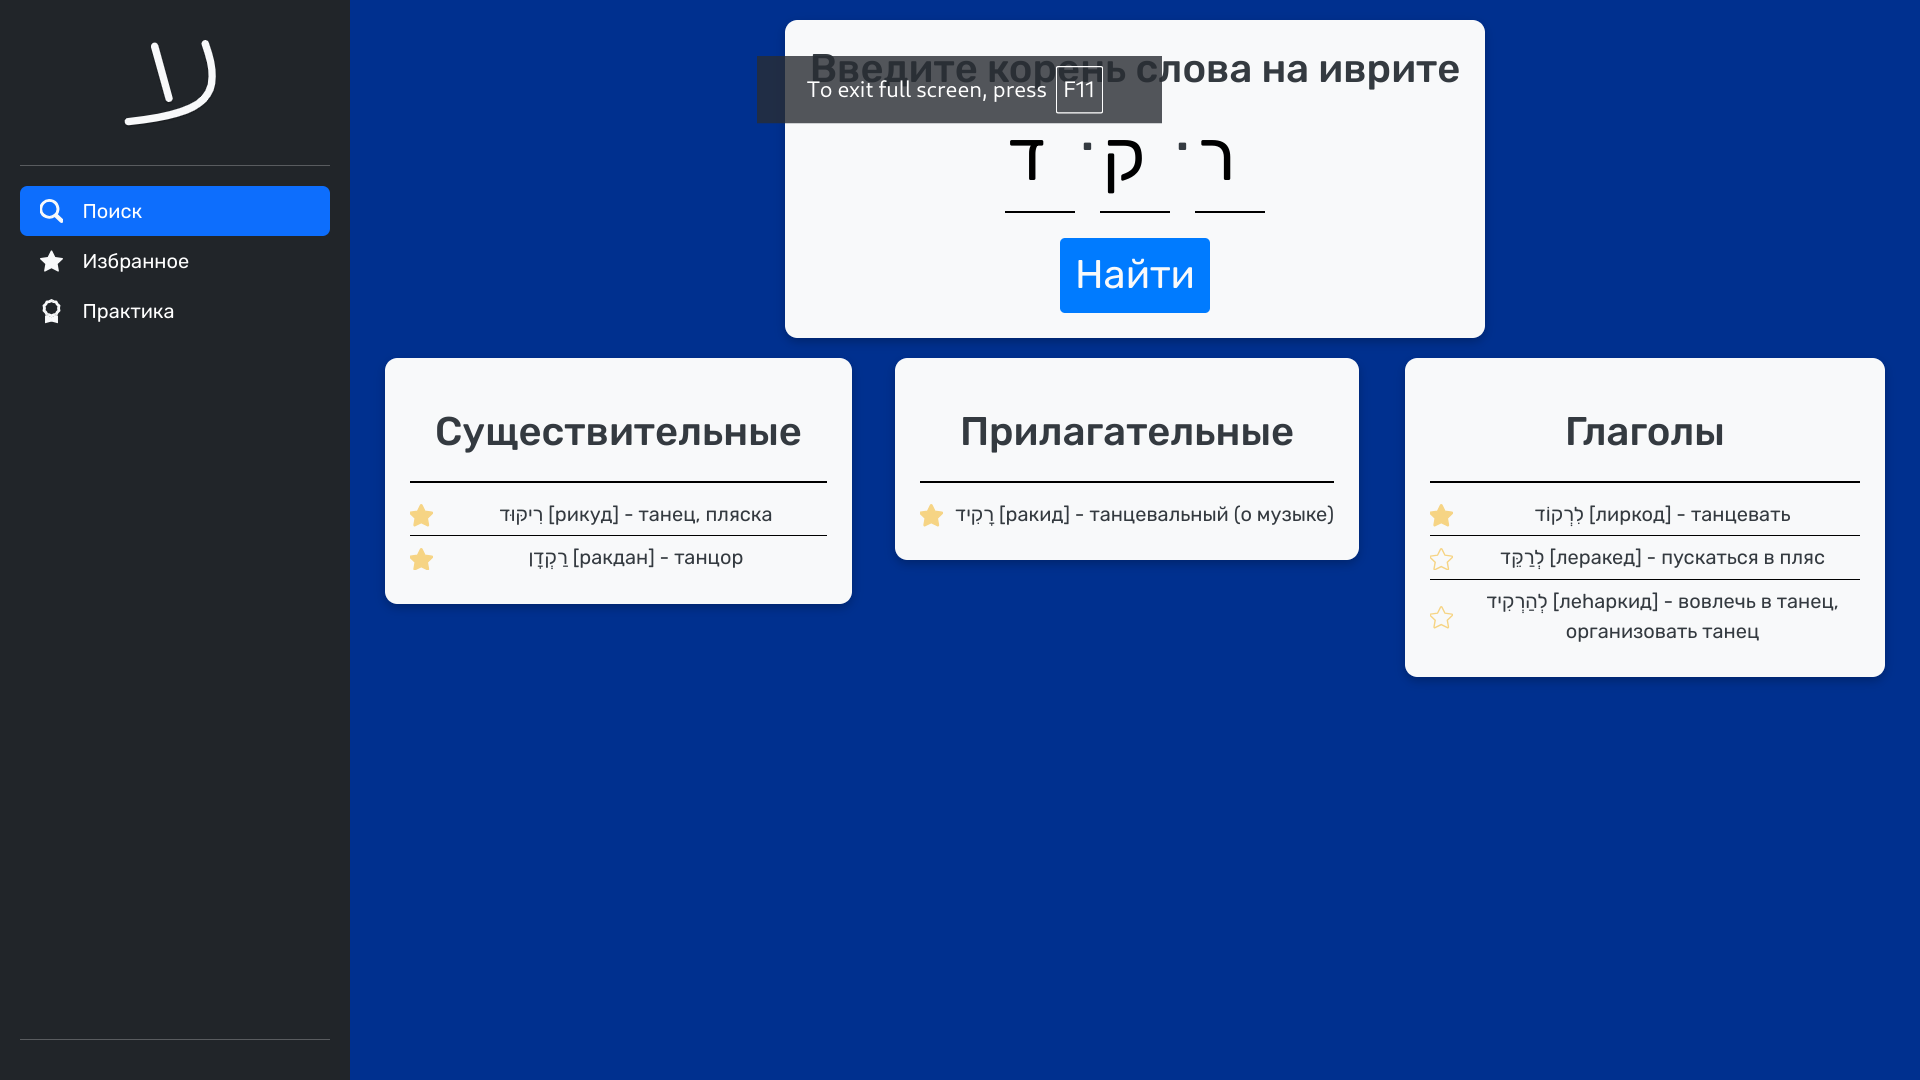 ע
Поиск
Избранное
Практика
Введите корень слова на иврите
To exit full screen, press F11
ר · ק · ד
Найти
Существительные
רִיקּוּד [рикуд] - танец, пляска
רַקְדָן [ракдан] - танцор
Прилагательные
רָקִיד [ракид] - танцевальный (о музыке)
Глаголы
לִרְקוֹד [лиркод] - танцевать
לְרַקֵּד [леракед] - пускаться в пляс
לְהַרְקִיד [леhаркид] - вовлечь в танец,
организовать танец